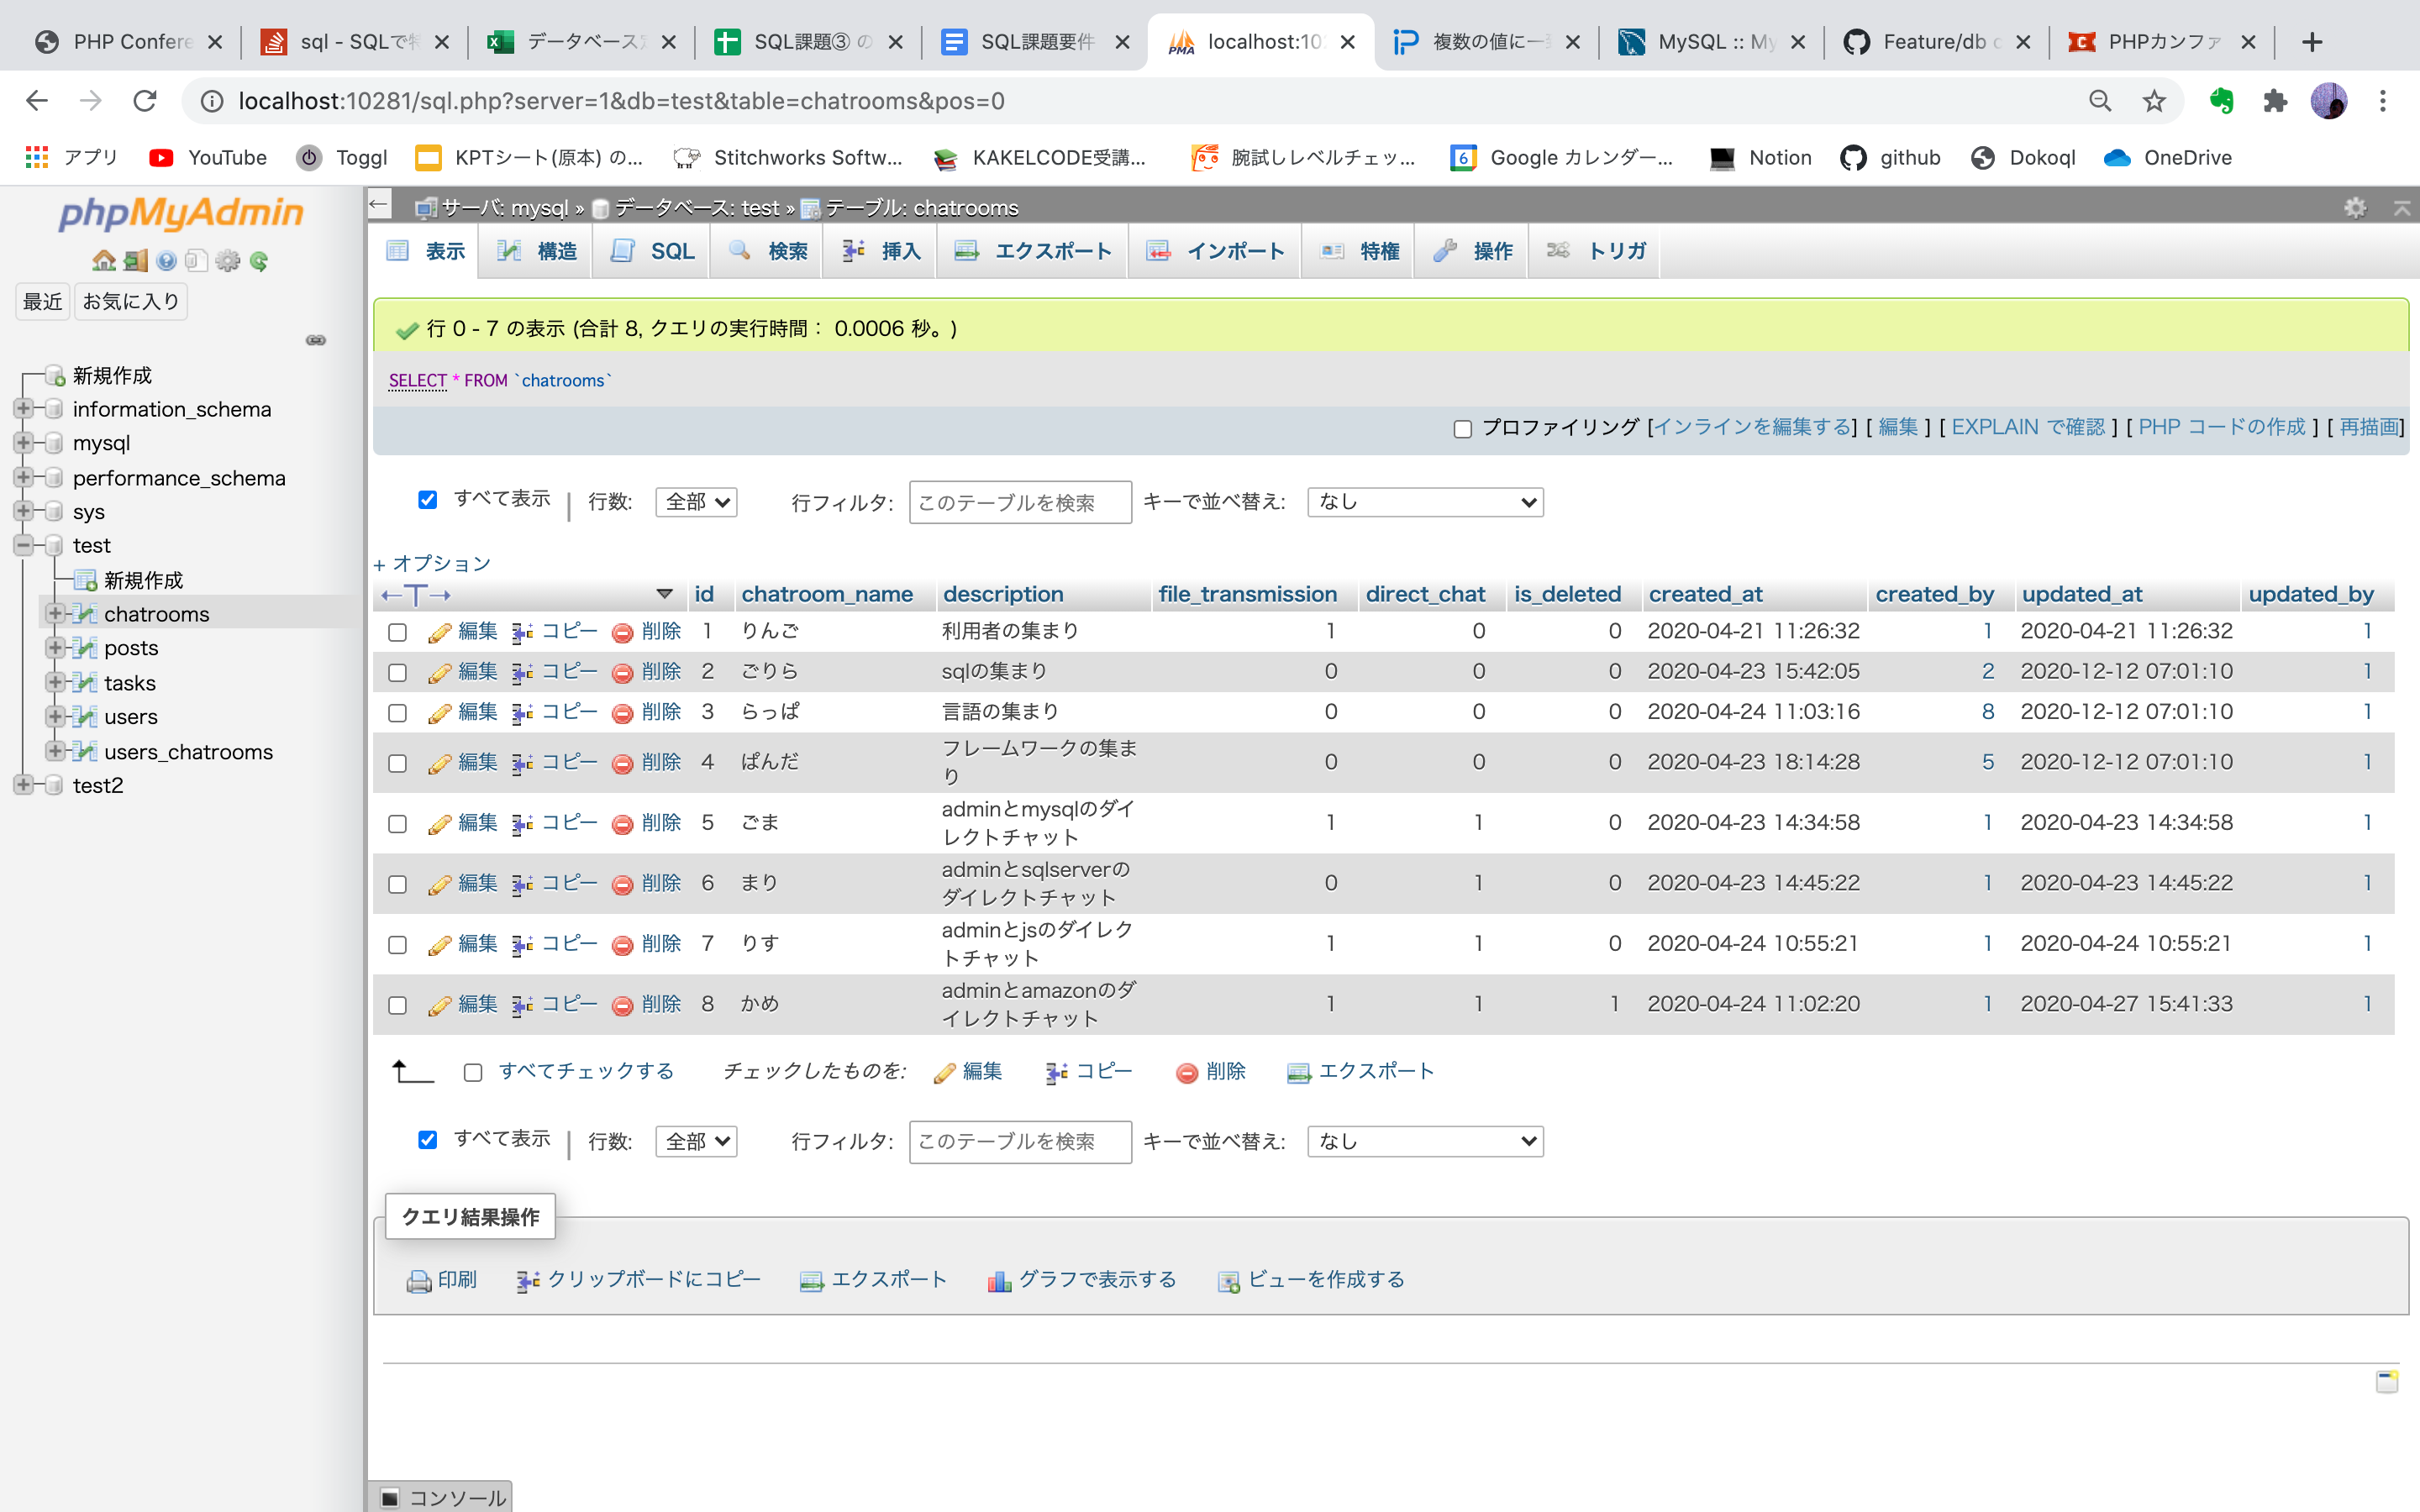 PHP Confere
sql - SQLで特
データベース定
SQL課題③ の
SQL課題要件
localhost:10
複数の値に一致
MySQL :: My
Feature/db c
PHPカンファ
localhost:10281/sql.php?server=1&db=test&table=chatrooms&pos=0
アプリ YouTube Toggl KPTシート(原本) の... Stitchworks Softw... KAKELCODE受講... 腕試しレベルチェッ... Google カレンダー... Notion github Dokoql OneDrive
phpMyAdmin
最近 お気に入り
新規作成
information_schema
mysql
performance_schema
sys
test
新規作成
chatrooms
posts
tasks
users
users_chatrooms
test2
← サーバ: mysql » データベース: test » テーブル: chatrooms
表示 構造 SQL 検索 挿入 エクスポート インポート 特権 操作 トリガ
行 0 - 7 の表示 (合計 8, クエリの実行時間： 0.0006 秒。)
SELECT * FROM `chatrooms`
プロファイリング [インラインを編集する] [ 編集 ] [ EXPLAIN で確認 ] [ PHP コードの作成 ] [ 再描画]
すべて表示 | 行数: 全部 行フィルタ: このテーブルを検索 キーで並べ替え: なし
+ オプション
←T→ id chatroom_name description file_transmission direct_chat is_deleted created_at created_by updated_at updated_by
編集 コピー 削除 1 りんご 利用者の集まり 1 0 0 2020-04-21 11:26:32 1 2020-04-21 11:26:32 1
編集 コピー 削除 2 ごりら sqlの集まり 0 0 0 2020-04-23 15:42:05 2 2020-12-12 07:01:10 1
編集 コピー 削除 3 らっぱ 言語の集まり 0 0 0 2020-04-24 11:03:16 8 2020-12-12 07:01:10 1
編集 コピー 削除 4 ぱんだ フレームワークの集まり 0 0 0 2020-04-23 18:14:28 5 2020-12-12 07:01:10 1
編集 コピー 削除 5 ごま adminとmysqlのダイレクトチャット 1 1 0 2020-04-23 14:34:58 1 2020-04-23 14:34:58 1
編集 コピー 削除 6 まり adminとsqlserverのダイレクトチャット 0 1 0 2020-04-23 14:45:22 1 2020-04-23 14:45:22 1
編集 コピー 削除 7 りす adminとjsのダイレクトチャット 1 1 0 2020-04-24 10:55:21 1 2020-04-24 10:55:21 1
編集 コピー 削除 8 かめ adminとamazonのダイレクトチャット 1 1 1 2020-04-24 11:02:20 1 2020-04-27 15:41:33 1
すべてチェックする チェックしたものを: 編集 コピー 削除 エクスポート
すべて表示 | 行数: 全部 行フィルタ: このテーブルを検索 キーで並べ替え: なし
クエリ結果操作
印刷 クリップボードにコピー エクスポート グラフで表示する ビューを作成する
コンソール